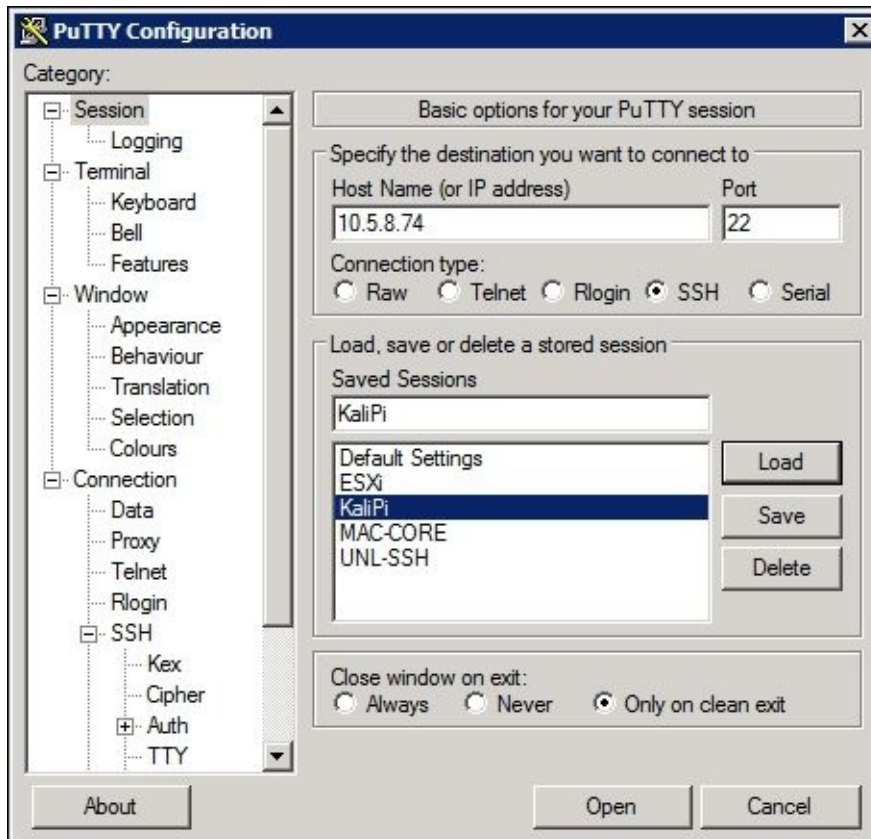 PuTTY Configuration
Category:
Session
Logging
Terminal
Keyboard
Bell
Features
Window
Appearance
Behaviour
Translation
Selection
Colours
Connection
Data
Proxy
Telnet
Rlogin
SSH
Kex
Cipher
Auth
TTY
Basic options for your PuTTY session
Specify the destination you want to connect to
Host Name (or IP address) Port
10.5.8.74 22
Connection type:
Raw Telnet Rlogin SSH Serial
Load, save or delete a stored session
Saved Sessions
KaliPi
Default Settings
ESXi
KaliPi
MAC-CORE
UNL-SSH
Load
Save
Delete
Close window on exit:
Always Never Only on clean exit
About Open Cancel